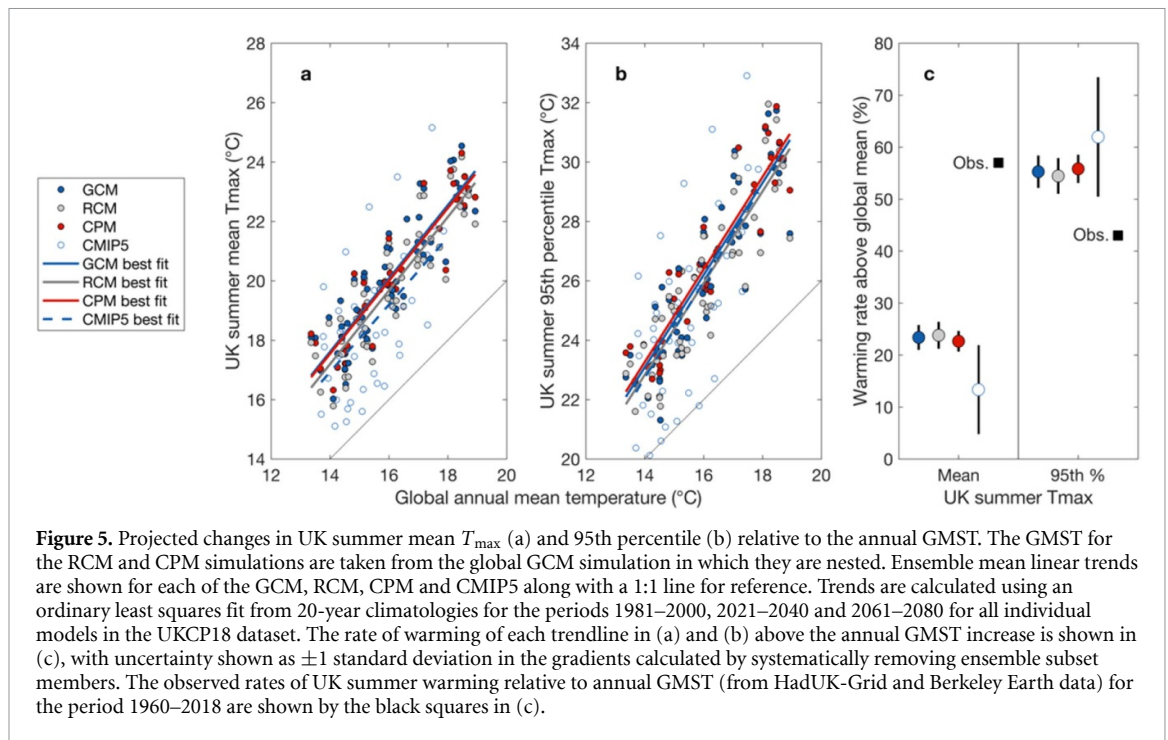 a
b
c
28
26
24
22
20
18
16
14
UK summer mean Tmax (°C)
12 14 16 18 20
34
32
30
28
26
24
22
20
UK summer 95th percentile Tmax (°C)
12 14 16 18 20
Global annual mean temperature (°C)
80
70
60
50
40
30
20
10
0
Warming rate above global mean (%)
Obs.
Obs.
Mean 95th %
UK summer Tmax
GCM
RCM
CPM
CMIP5
GCM best fit
RCM best fit
CPM best fit
CMIP5 best fit
Figure 5. Projected changes in UK summer mean Tmax (a) and 95th percentile (b) relative to the annual GMST. The GMST for
the RCM and CPM simulations are taken from the global GCM simulation in which they are nested. Ensemble mean linear trends
are shown for each of the GCM, RCM, CPM and CMIP5 along with a 1:1 line for reference. Trends are calculated using an
ordinary least squares fit from 20-year climatologies for the periods 1981–2000, 2021–2040 and 2061–2080 for all individual
models in the UKCP18 dataset. The rate of warming of each trendline in (a) and (b) above the annual GMST increase is shown in
(c), with uncertainty shown as ±1 standard deviation in the gradients calculated by systematically removing ensemble subset
members. The observed rates of UK summer warming relative to annual GMST (from HadUK-Grid and Berkeley Earth data) for
the period 1960–2018 are shown by the black squares in (c).